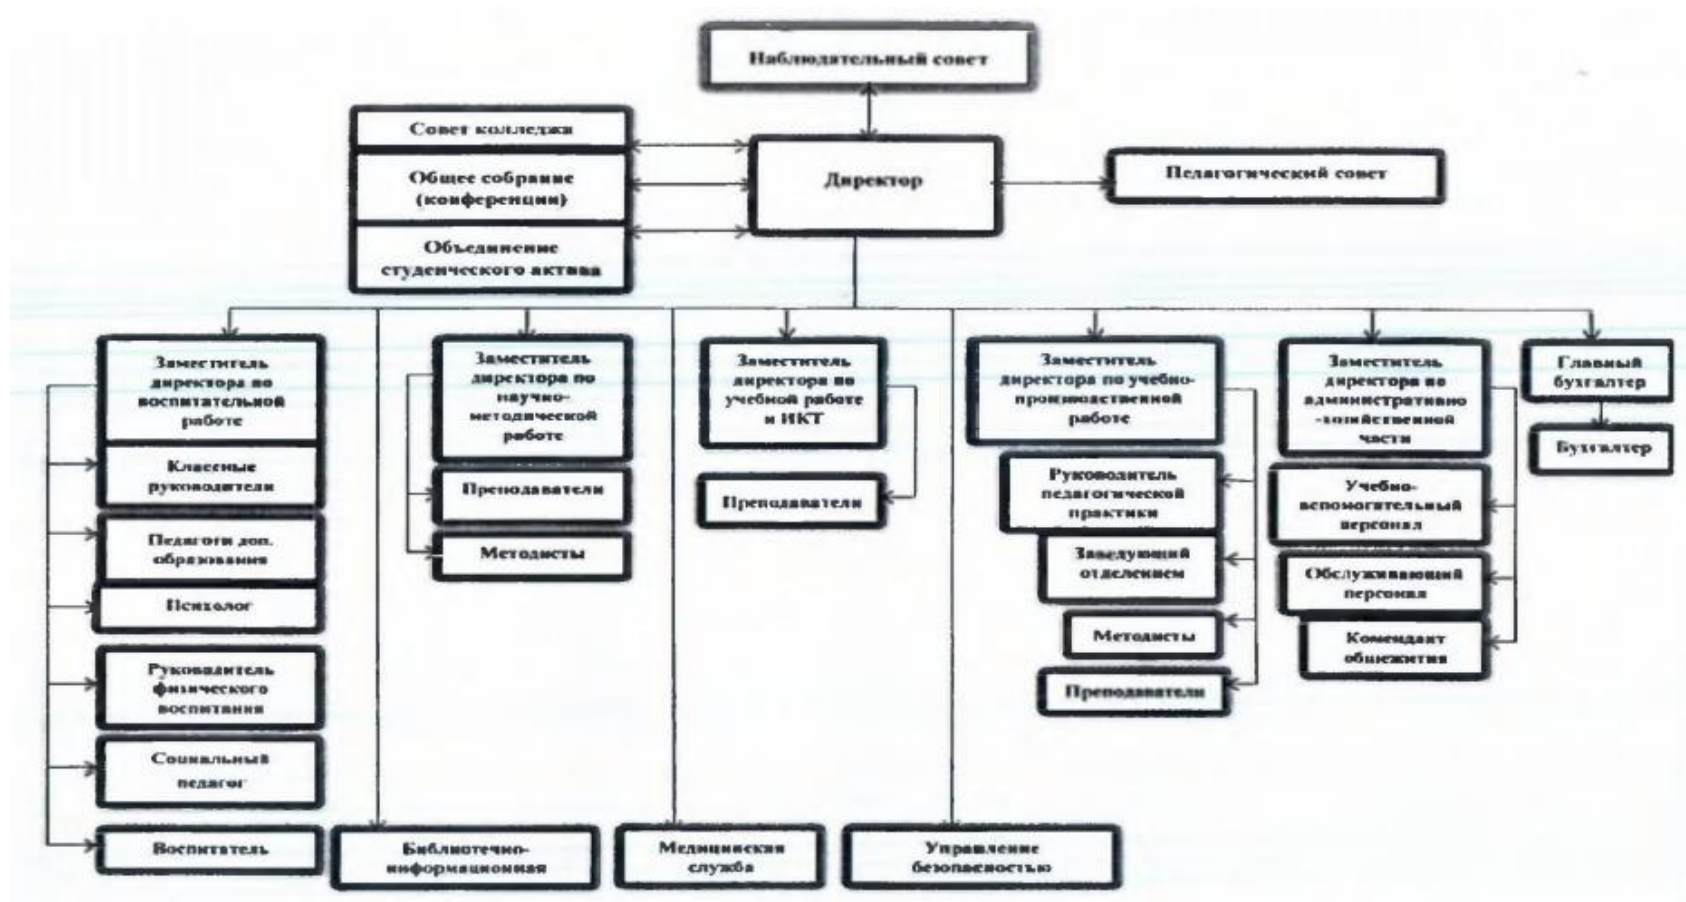 Наблюдательный совет
Совет колледжа
Общее собрание
(конференции)
Объединение
студенческого актива
Директор
Педагогический совет
Заместитель
директора по
воспитательной
работе
Классные
руководители
Педагоги доп.
образования
Психолог
Руководитель
физического
воспитания
Социальный
педагог
Воспитатель
Библиотечно-
информационная
Заместитель
директора по
научно-
методической
работе
Преподаватели
Методисты
Медицинская
служба
Заместитель
директора по
учебной работе
и ИКТ
Преподаватели
Управление
безопасностью
Заместитель
директора по учебно-
производственной
работе
Руководитель
педагогической
практики
Заведующий
отделением
Методисты
Преподаватели
Заместитель
директора по
административно
-хозяйственной
части
Учебно-
вспомогательный
персонал
Обслуживающий
персонал
Комендант
общежития
Главный
бухгалтер
Бухгалтер